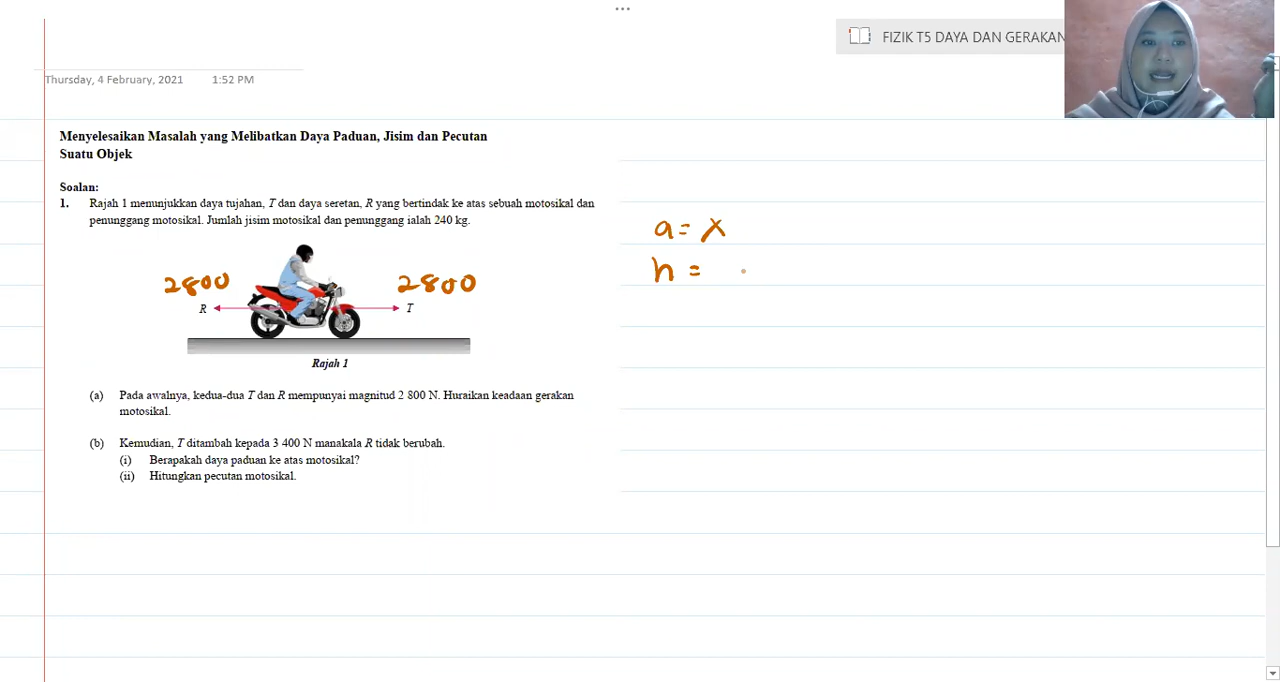 ...
FIZIK T5 DAYA DAN GERAKAN
Thursday, 4 February, 2021 1:52 PM
Menyelesaikan Masalah yang Melibatkan Daya Paduan, Jisim dan Pecutan
Suatu Objek
Soalan:
1. Rajah 1 menunjukkan daya tujahan, T dan daya seretan, R yang bertindak ke atas sebuah motosikal dan
penunggang motosikal. Jumlah jisim motosikal dan penunggang ialah 240 kg.
2800 2800
R T
Rajah 1
(a) Pada awalnya, kedua-dua T dan R mempunyai magnitud 2 800 N. Huraikan keadaan gerakan
motosikal.
(b) Kemudian, T ditambah kepada 3 400 N manakala R tidak berubah.
(i) Berapakah daya paduan ke atas motosikal?
(ii) Hitungkan pecutan motosikal.
a = x
h =